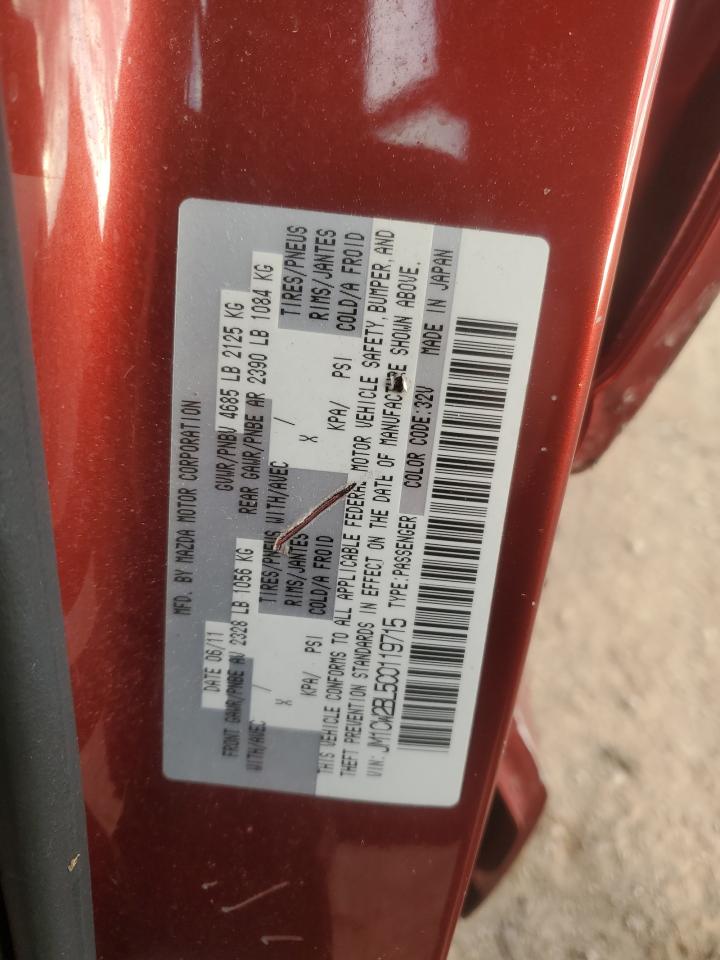 MFD. BY MAZDA MOTOR CORPORATION
DATE 06/11 GVWR/PNBV 4685 LB 2125 KG
FRONT GAWR/PNBE AV 2328 LB 1056 KG REAR GAWR/PNBE AR 2390 LB 1084 KG
WITH/AVEC / TIRES/PNEUS WITH/AVEC / TIRES/PNEUS
X RIMS/JANTES X RIMS/JANTES
KPA/ PSI COLD/A FROID KPA/ PSI COLD/A FROID
THIS VEHICLE CONFORMS TO ALL APPLICABLE FEDERAL MOTOR VEHICLE SAFETY, BUMPER, AND
THEFT PREVENTION STANDARDS IN EFFECT ON THE DATE OF MANUFACTURE SHOWN ABOVE.
VIN: JM1CW2BL5C0119715 TYPE:PASSENGER COLOR CODE:32V MADE IN JAPAN